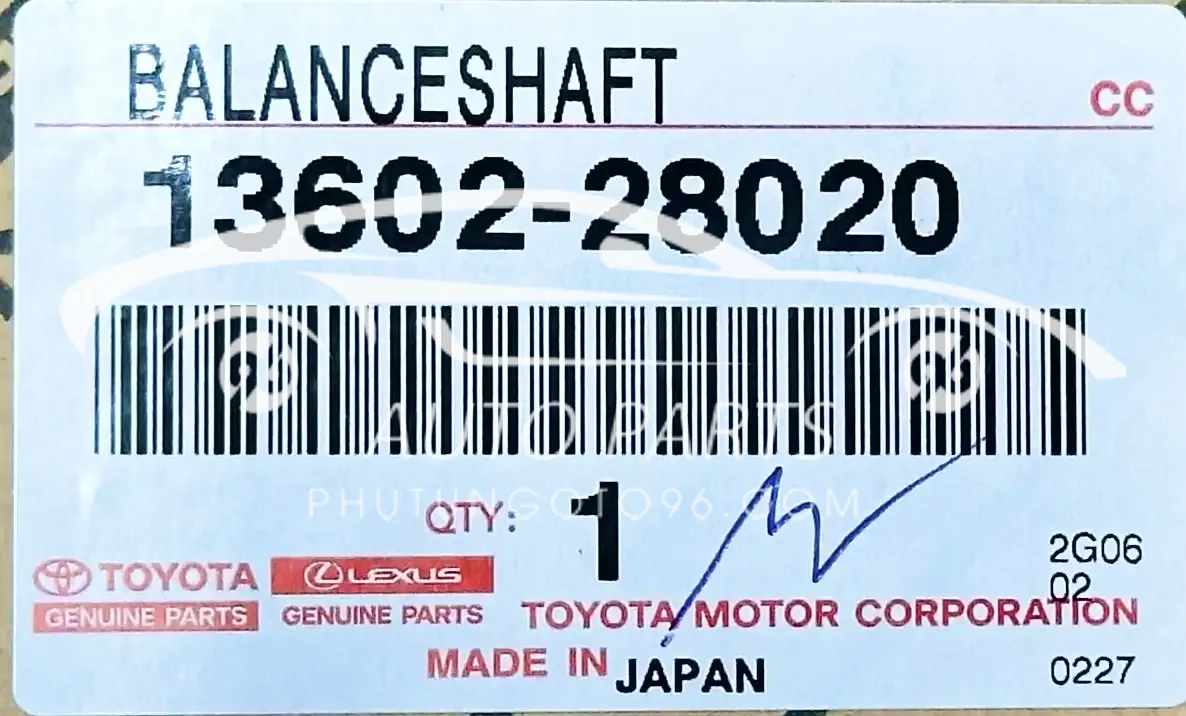 BALANCESHAFT
CC
13602-28020
AUTO PARTS
PHUTUNGOTO96.COM
QTY: 1
2G06
02
TOYOTA
LEXUS
GENUINE PARTS
GENUINE PARTS
TOYOTA MOTOR CORPORATION
MADE IN JAPAN
0227